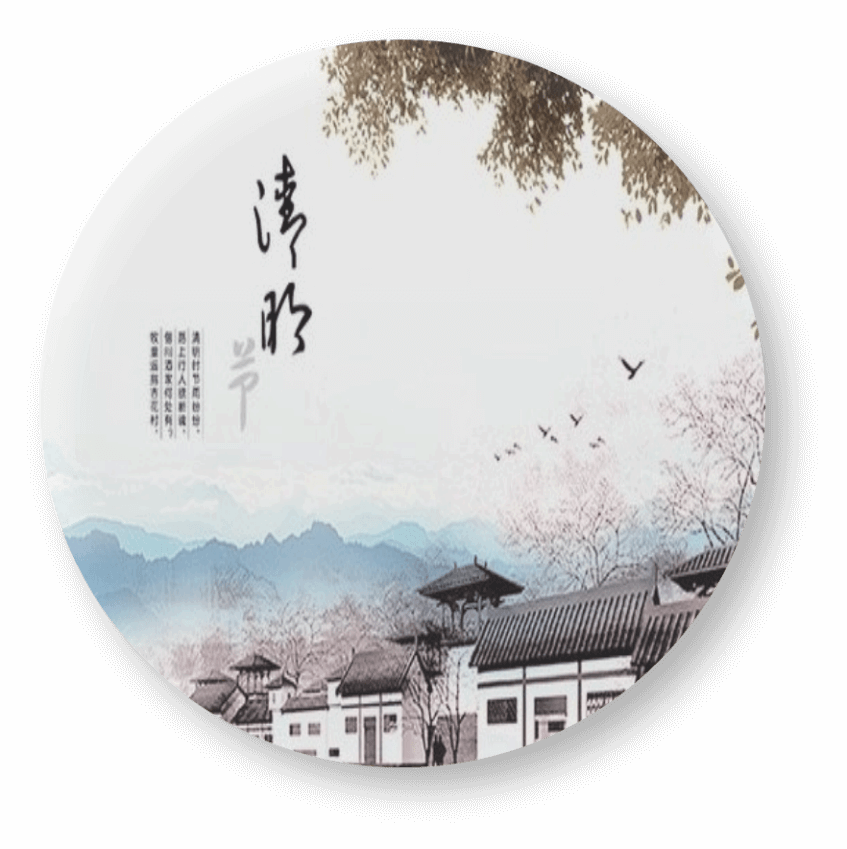 清明
节
清明时节雨纷纷，
路上行人欲断魂。
借问酒家何处有？
牧童遥指杏花村。